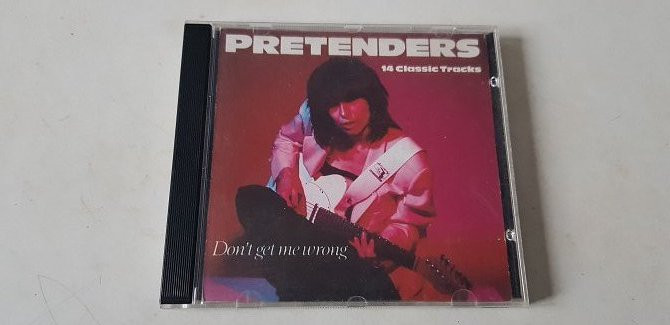 PRETENDERS
14 Classic Tracks
Don't get me wrong